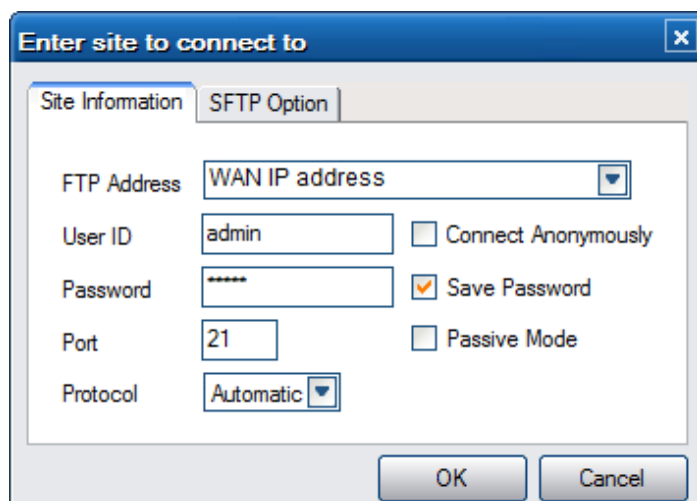 Enter site to connect to
Site Information SFTP Option
FTP Address WAN IP address
User ID admin Connect Anonymously
Password ***** Save Password
Port 21 Passive Mode
Protocol Automatic
OK Cancel